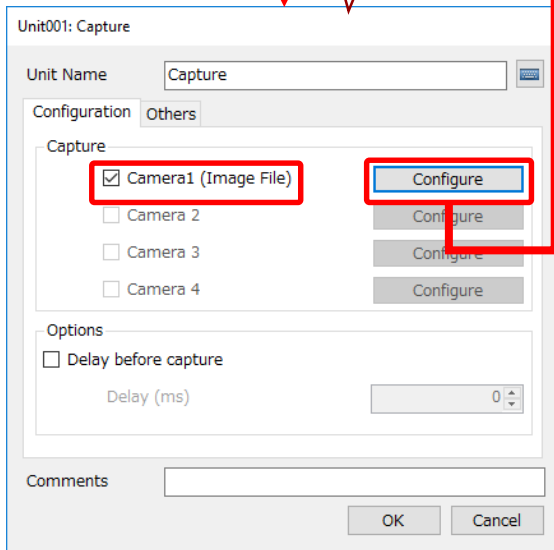 Unit001: Capture
Unit Name Capture
Configuration Others
Capture
Camera1 (Image File) Configure
Camera 2 Configure
Camera 3 Configure
Camera 4 Configure
Options
Delay before capture
Delay (ms) 0
Comments
OK Cancel